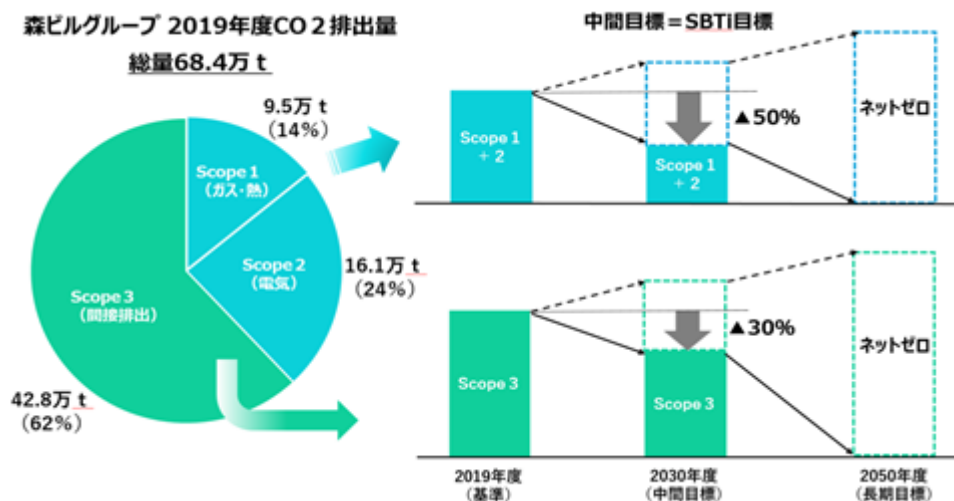 森ビルグループ 2019年度CO２排出量
総量68.4万 t
9.5万 t
(14%)
Scope 1
(ガス・熱)
Scope 2
(電気)
16.1万 t
(24%)
Scope 3
(間接排出)
42.8万 t
(62%)
中間目標＝SBTi目標
Scope 1
+ 2
Scope 1
+ 2
▲50%
ネットゼロ
Scope 3
Scope 3
▲30%
ネットゼロ
2019年度
(基準)
2030年度
(中間目標)
2050年度
(長期目標)